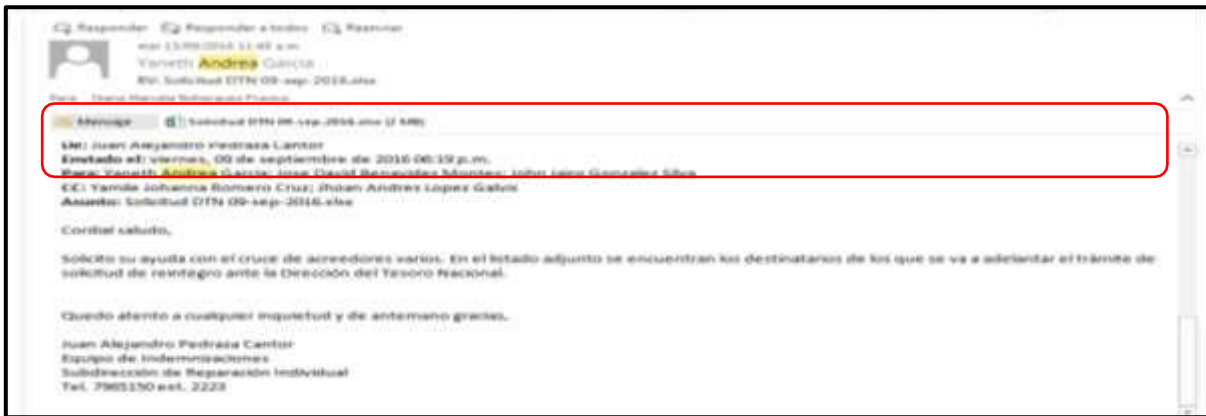 Responder Responder a todos Reenviar
mar 13/09/2016 11:48 a.m.
Yaneth Andrea Garcia
RV: Solicitud DTN 09-sep-2016.xlsx
Para Diana Marcela
Mensaje Solicitud DTN 09-sep-2016.xlsx (2 MB)
De: Juan Alejandro Pedraza Cantor
Enviado el: viernes, 09 de septiembre de 2016 06:19 p.m.
Para: Yaneth Andrea Garcia; Jose David Benavides Montes; John Jairo Gonzalez Silva
CC: Yamile Johanna Romero Cruz; Jhoan Andres Lopez Galvis
Asunto: Solicitud DTN 09-sep-2016.xlsx
Cordial saludo,
Solicito su ayuda con el cruce de acreedores varios. En el listado adjunto se encuentran los destinatarios de los que se va a adelantar el trámite de
solicitud de reintegro ante la Dirección del Tesoro Nacional.
Quedo atento a cualquier inquietud y de antemano gracias,
Juan Alejandro Pedraza Cantor
Equipo de Indemnizaciones
Subdirección de Reparación Individual
Tel. 7965150 ext. 2223